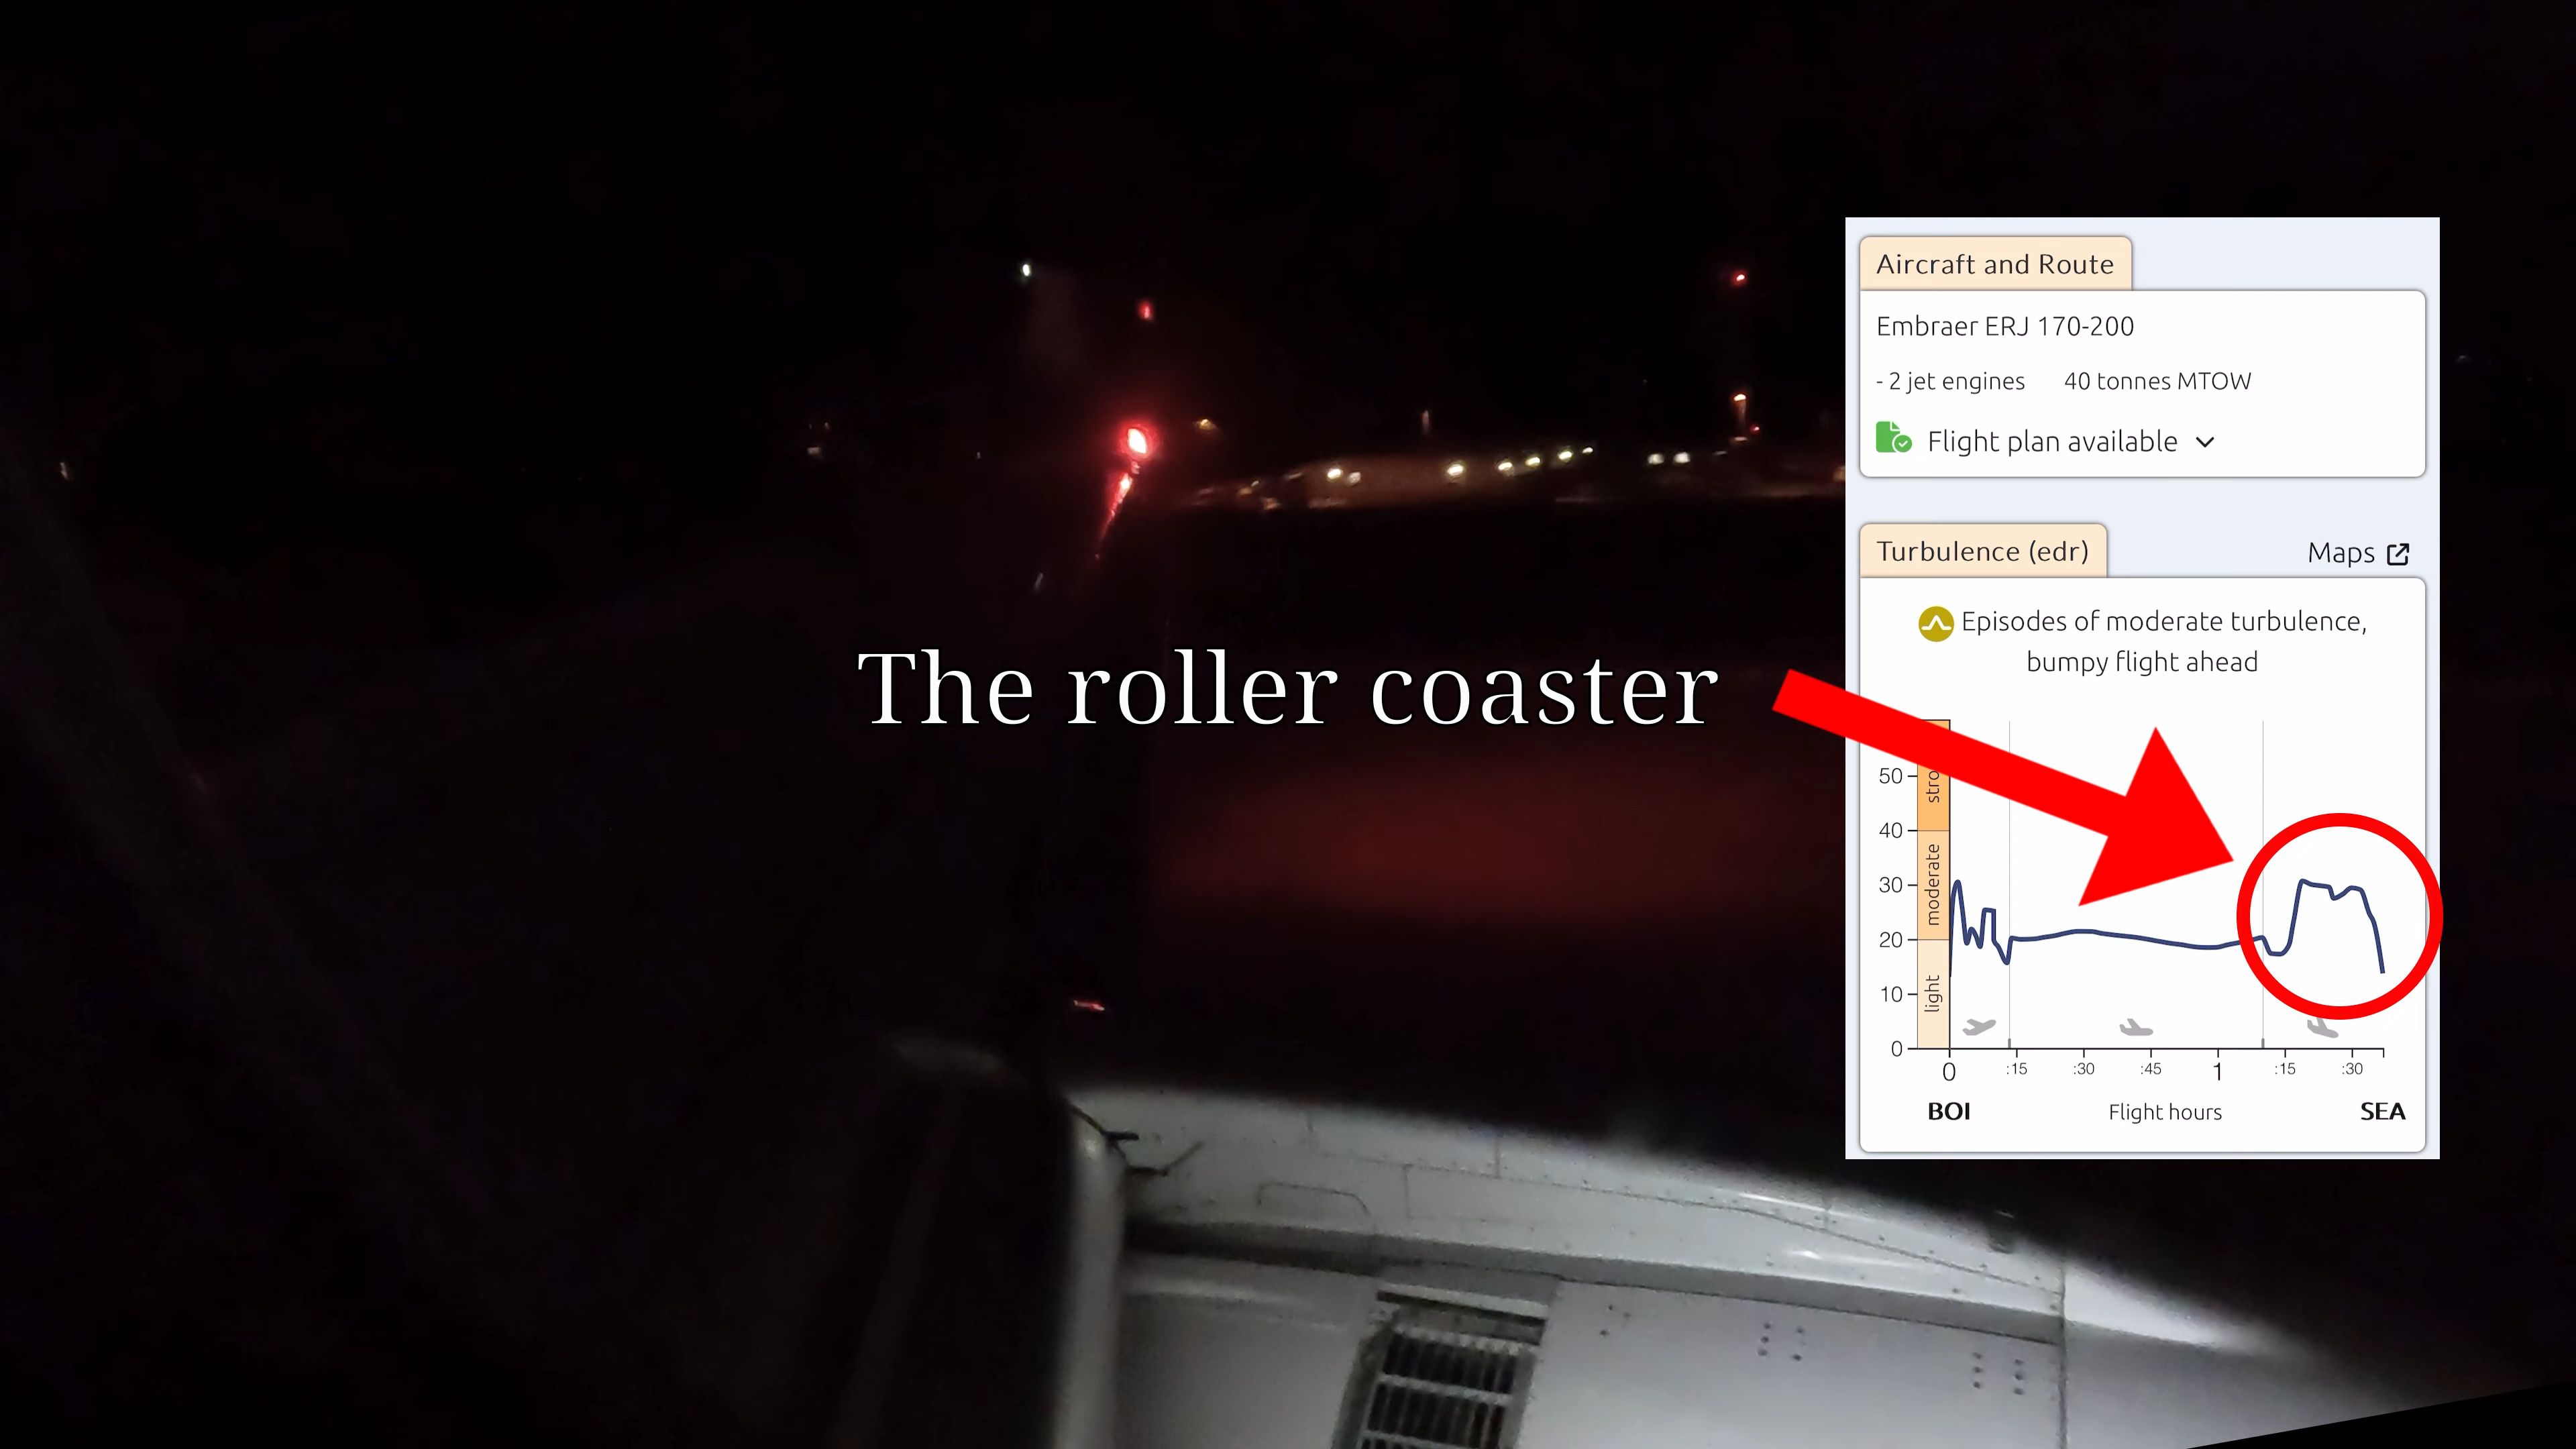 The roller coaster
Aircraft and Route
Embraer ERJ 170-200
- 2 jet engines 40 tonnes MTOW
Flight plan available
Turbulence (edr)
Maps
Episodes of moderate turbulence,
bumpy flight ahead
50
40
30
20
10
0
stro
moderate
light
0 :15 :30 :45 1 :15 :30
BOI Flight hours SEA